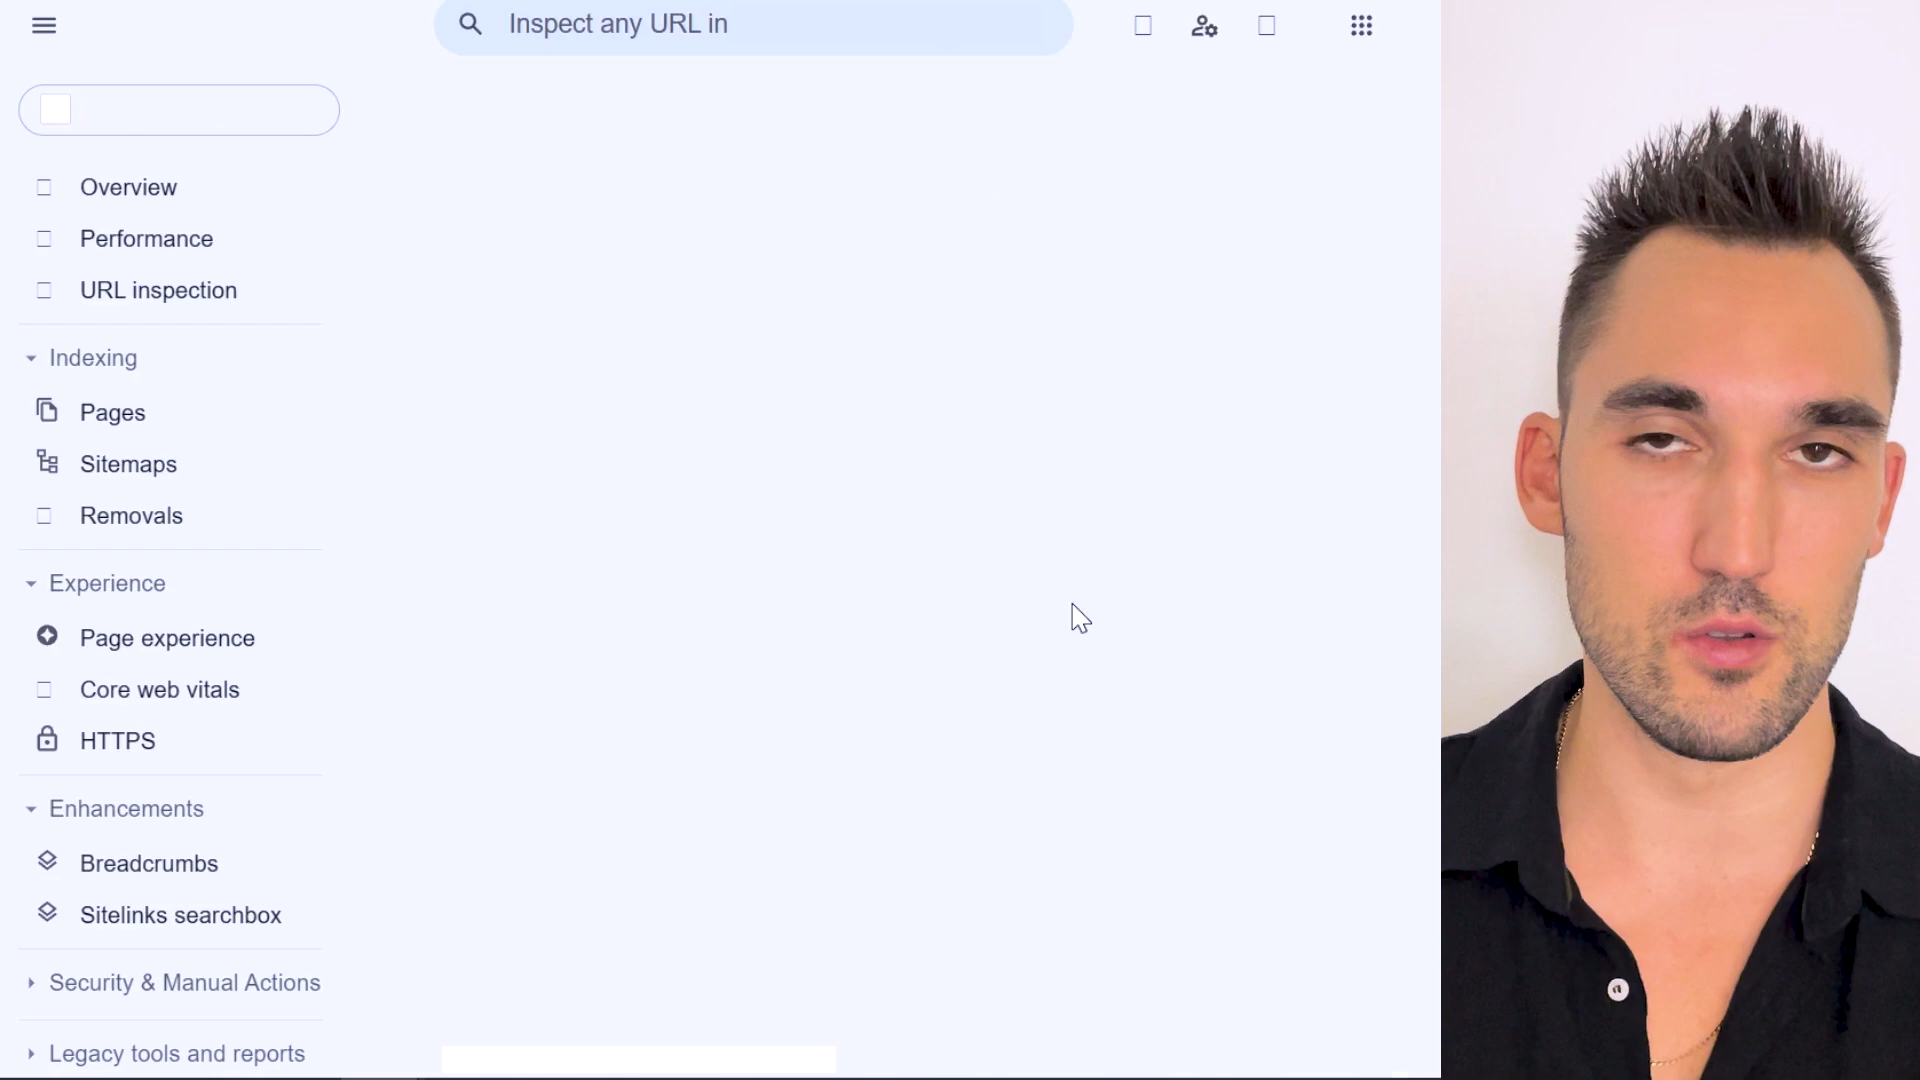 Inspect any URL in
Overview
Performance
URL inspection
Indexing
Pages
Sitemaps
Removals
Experience
Page experience
Core web vitals
HTTPS
Enhancements
Breadcrumbs
Sitelinks searchbox
Security & Manual Actions
Legacy tools and reports